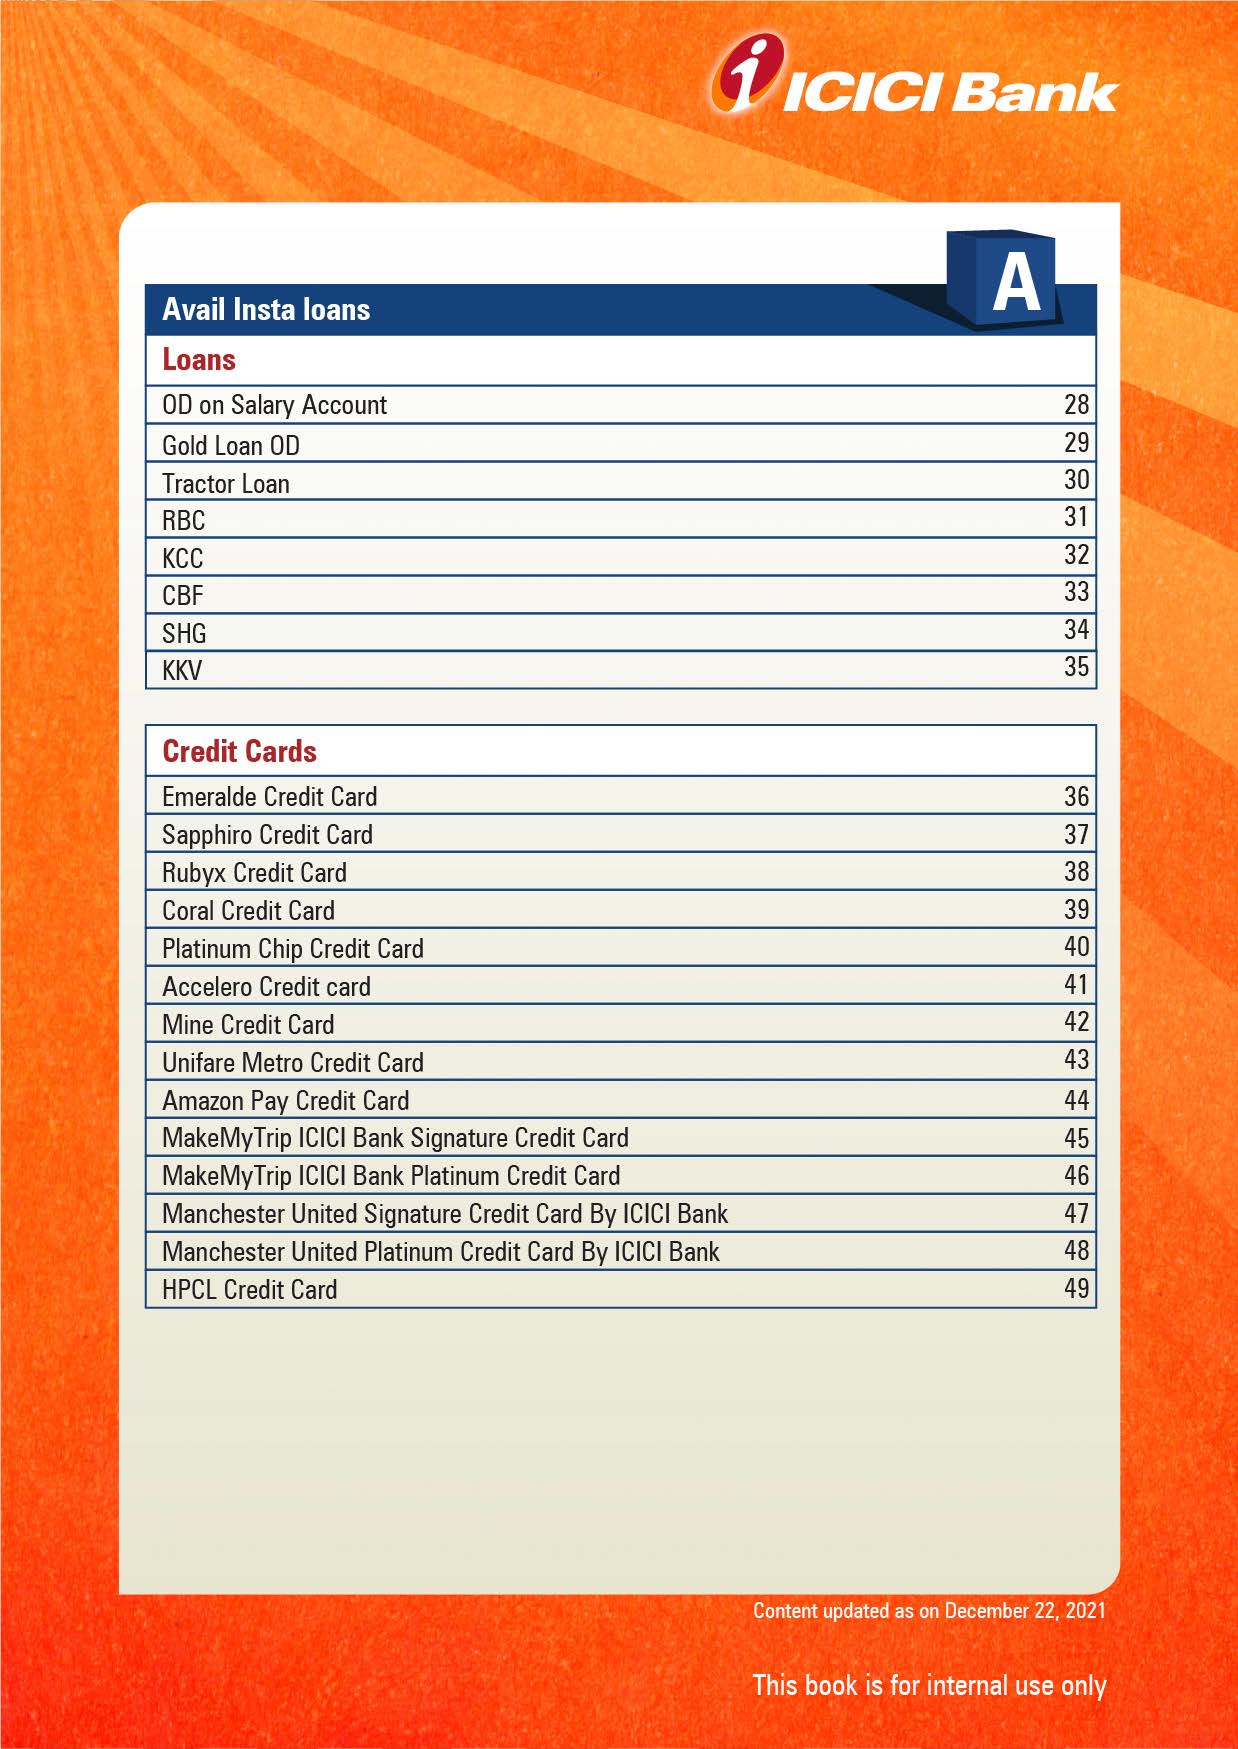 i ICICI Bank
A
Avail Insta loans
Loans
OD on Salary Account 28
Gold Loan OD 29
Tractor Loan 30
RBC 31
KCC 32
CBF 33
SHG 34
KKV 35
Credit Cards
Emeralde Credit Card 36
Sapphiro Credit Card 37
Rubyx Credit Card 38
Coral Credit Card 39
Platinum Chip Credit Card 40
Accelero Credit card 41
Mine Credit Card 42
Unifare Metro Credit Card 43
Amazon Pay Credit Card 44
MakeMyTrip ICICI Bank Signature Credit Card 45
MakeMyTrip ICICI Bank Platinum Credit Card 46
Manchester United Signature Credit Card By ICICI Bank 47
Manchester United Platinum Credit Card By ICICI Bank 48
HPCL Credit Card 49
Content updated as on December 22, 2021
This book is for internal use only